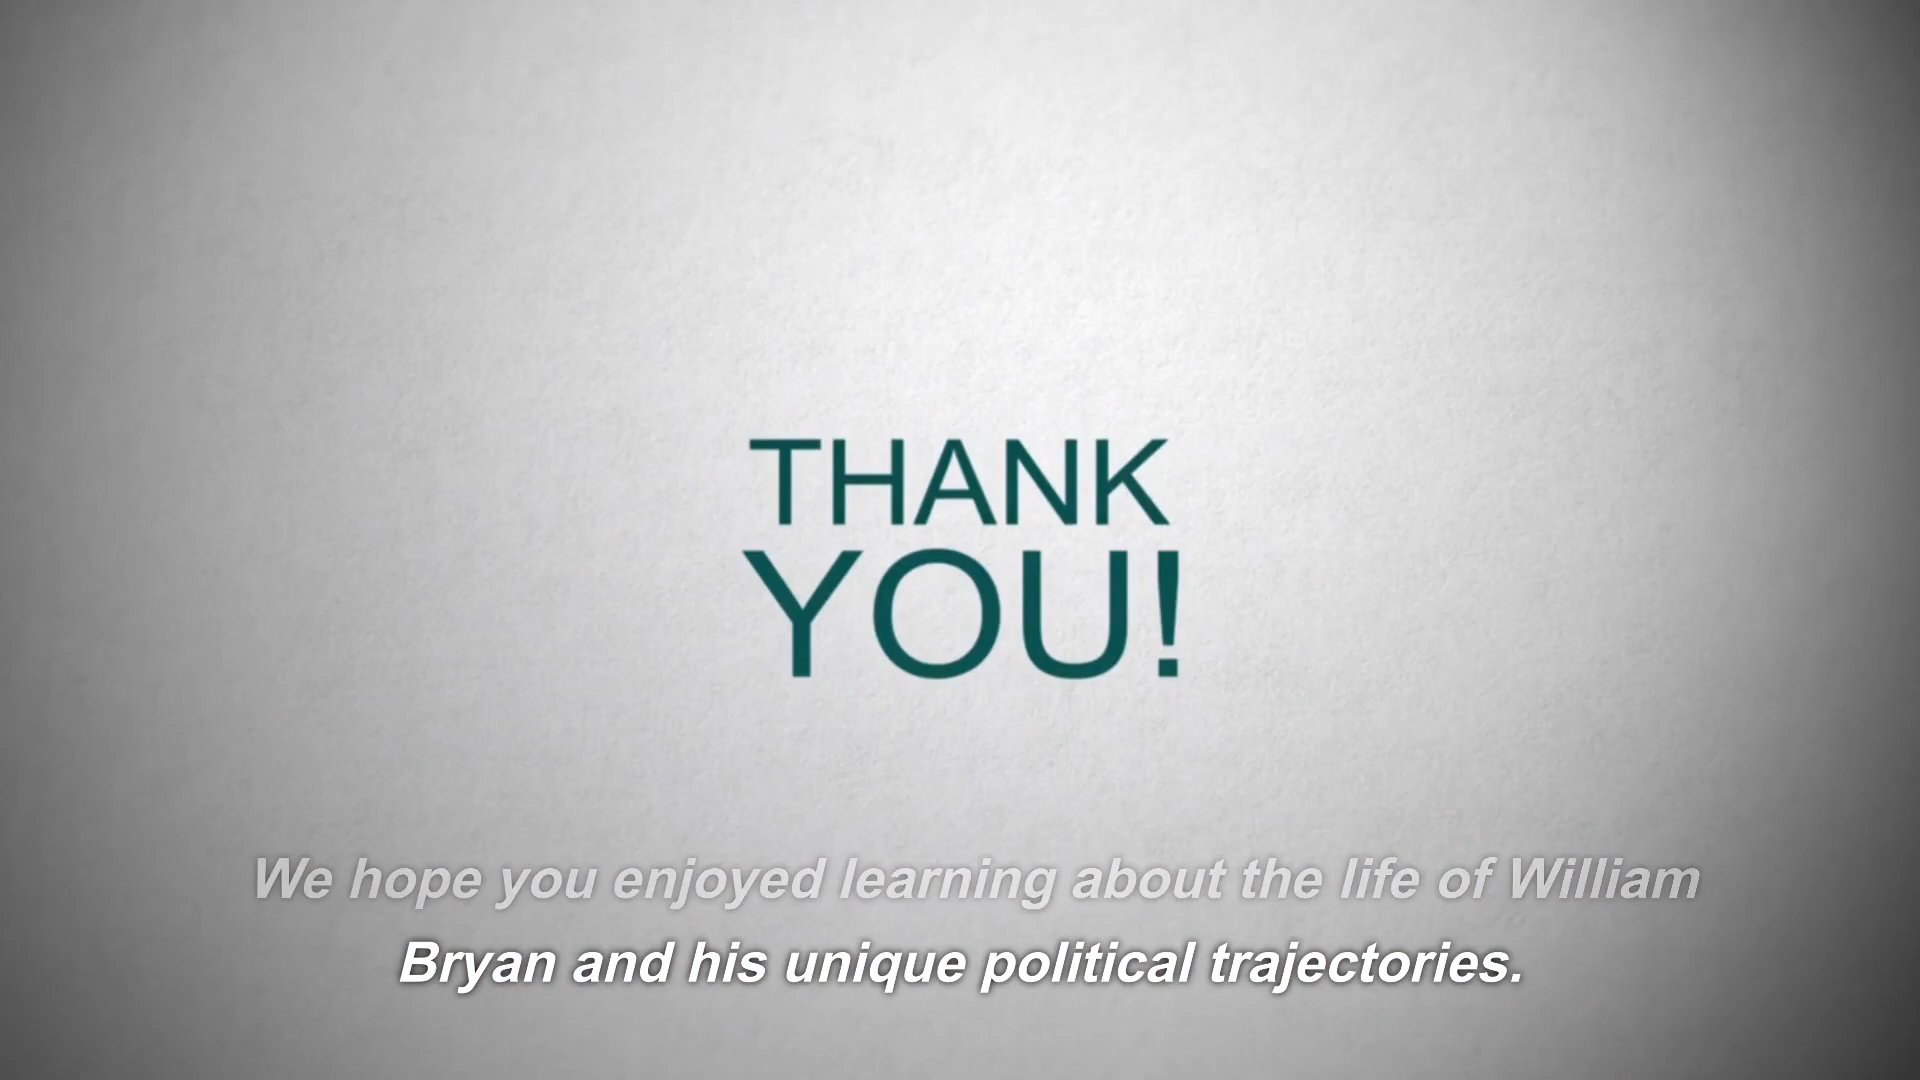 THANK
YOU!
We hope you enjoyed learning about the life of William
Bryan and his unique political trajectories.